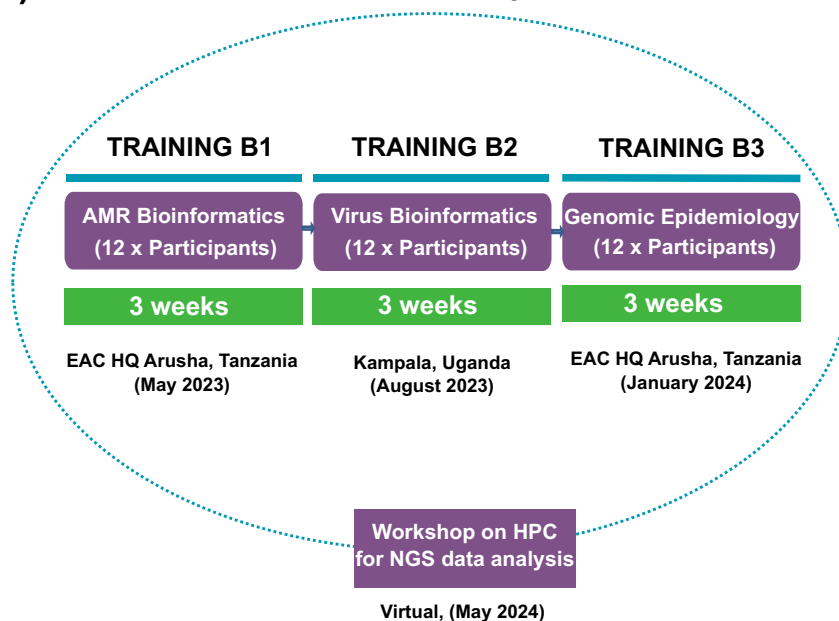 )
TRAINING B1
AMR Bioinformatics
(12 x Participants)
3 weeks
EAC HQ Arusha, Tanzania
(May 2023)
TRAINING B2
Virus Bioinformatics
(12 x Participants)
3 weeks
Kampala, Uganda
(August 2023)
TRAINING B3
Genomic Epidemiology
(12 x Participants)
3 weeks
EAC HQ Arusha, Tanzania
(January 2024)
Workshop on HPC
for NGS data analysis
Virtual, (May 2024)